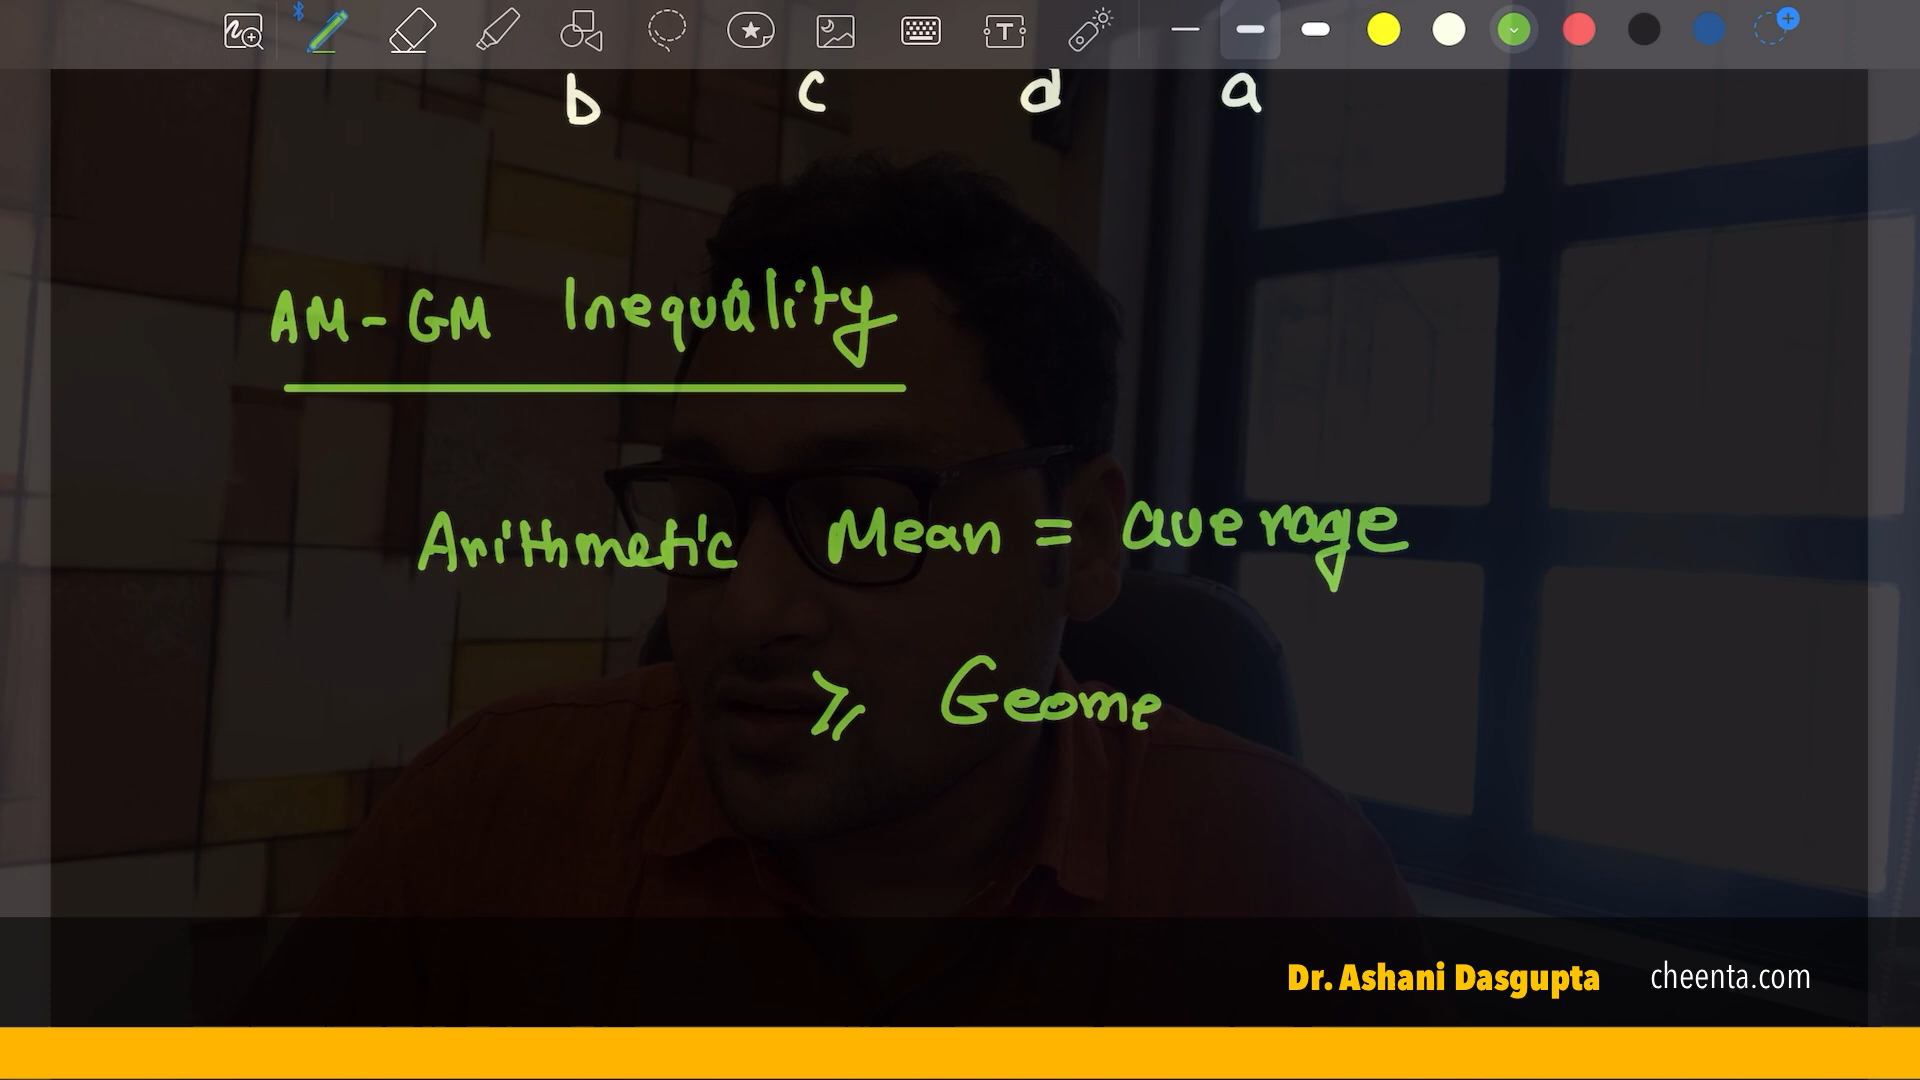 b c d a
AM-GM Inequality
Arithmetic Mean = average
⩾ Geome
Dr. Ashani Dasgupta cheenta.com